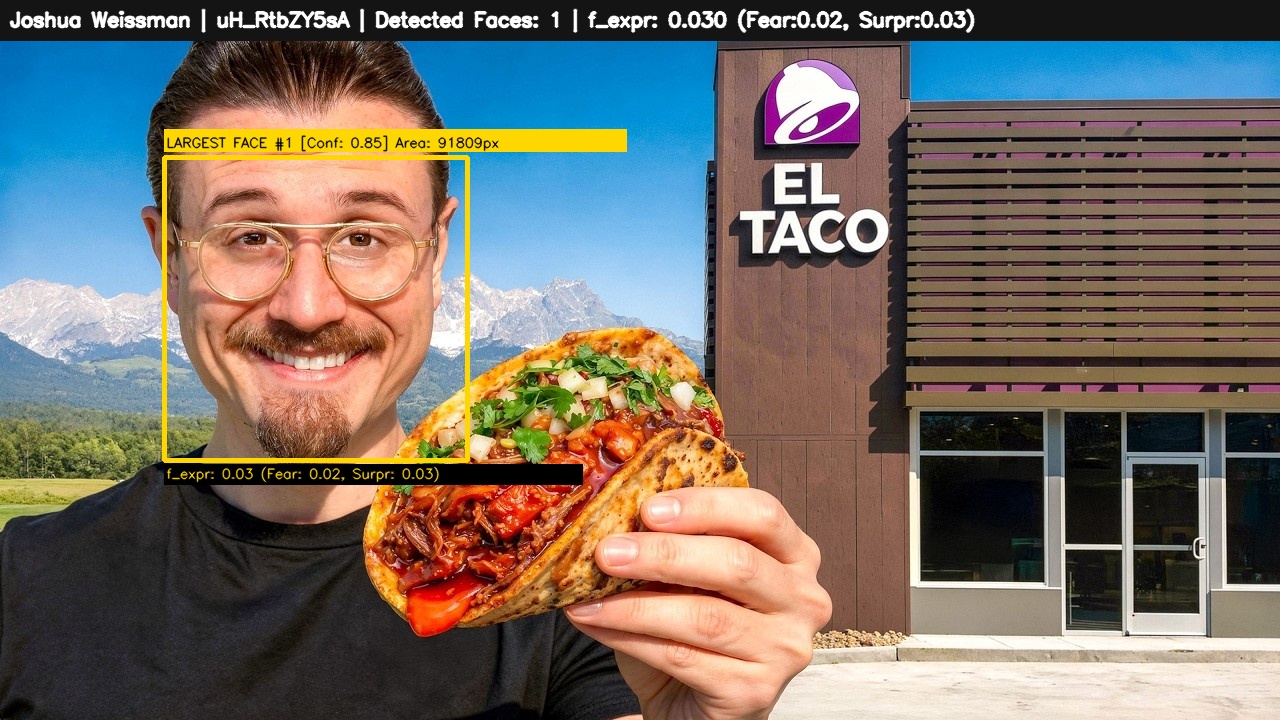 Joshua Weissman | uH_RtbZY5sA | Detected Faces: 1 | f_expr: 0.030 (Fear:0.02, Surpr:0.03)
LARGEST FACE #1 [Conf: 0.85] Area: 91809px
EL
TACO
f_expr: 0.03 (Fear: 0.02, Surpr: 0.03)